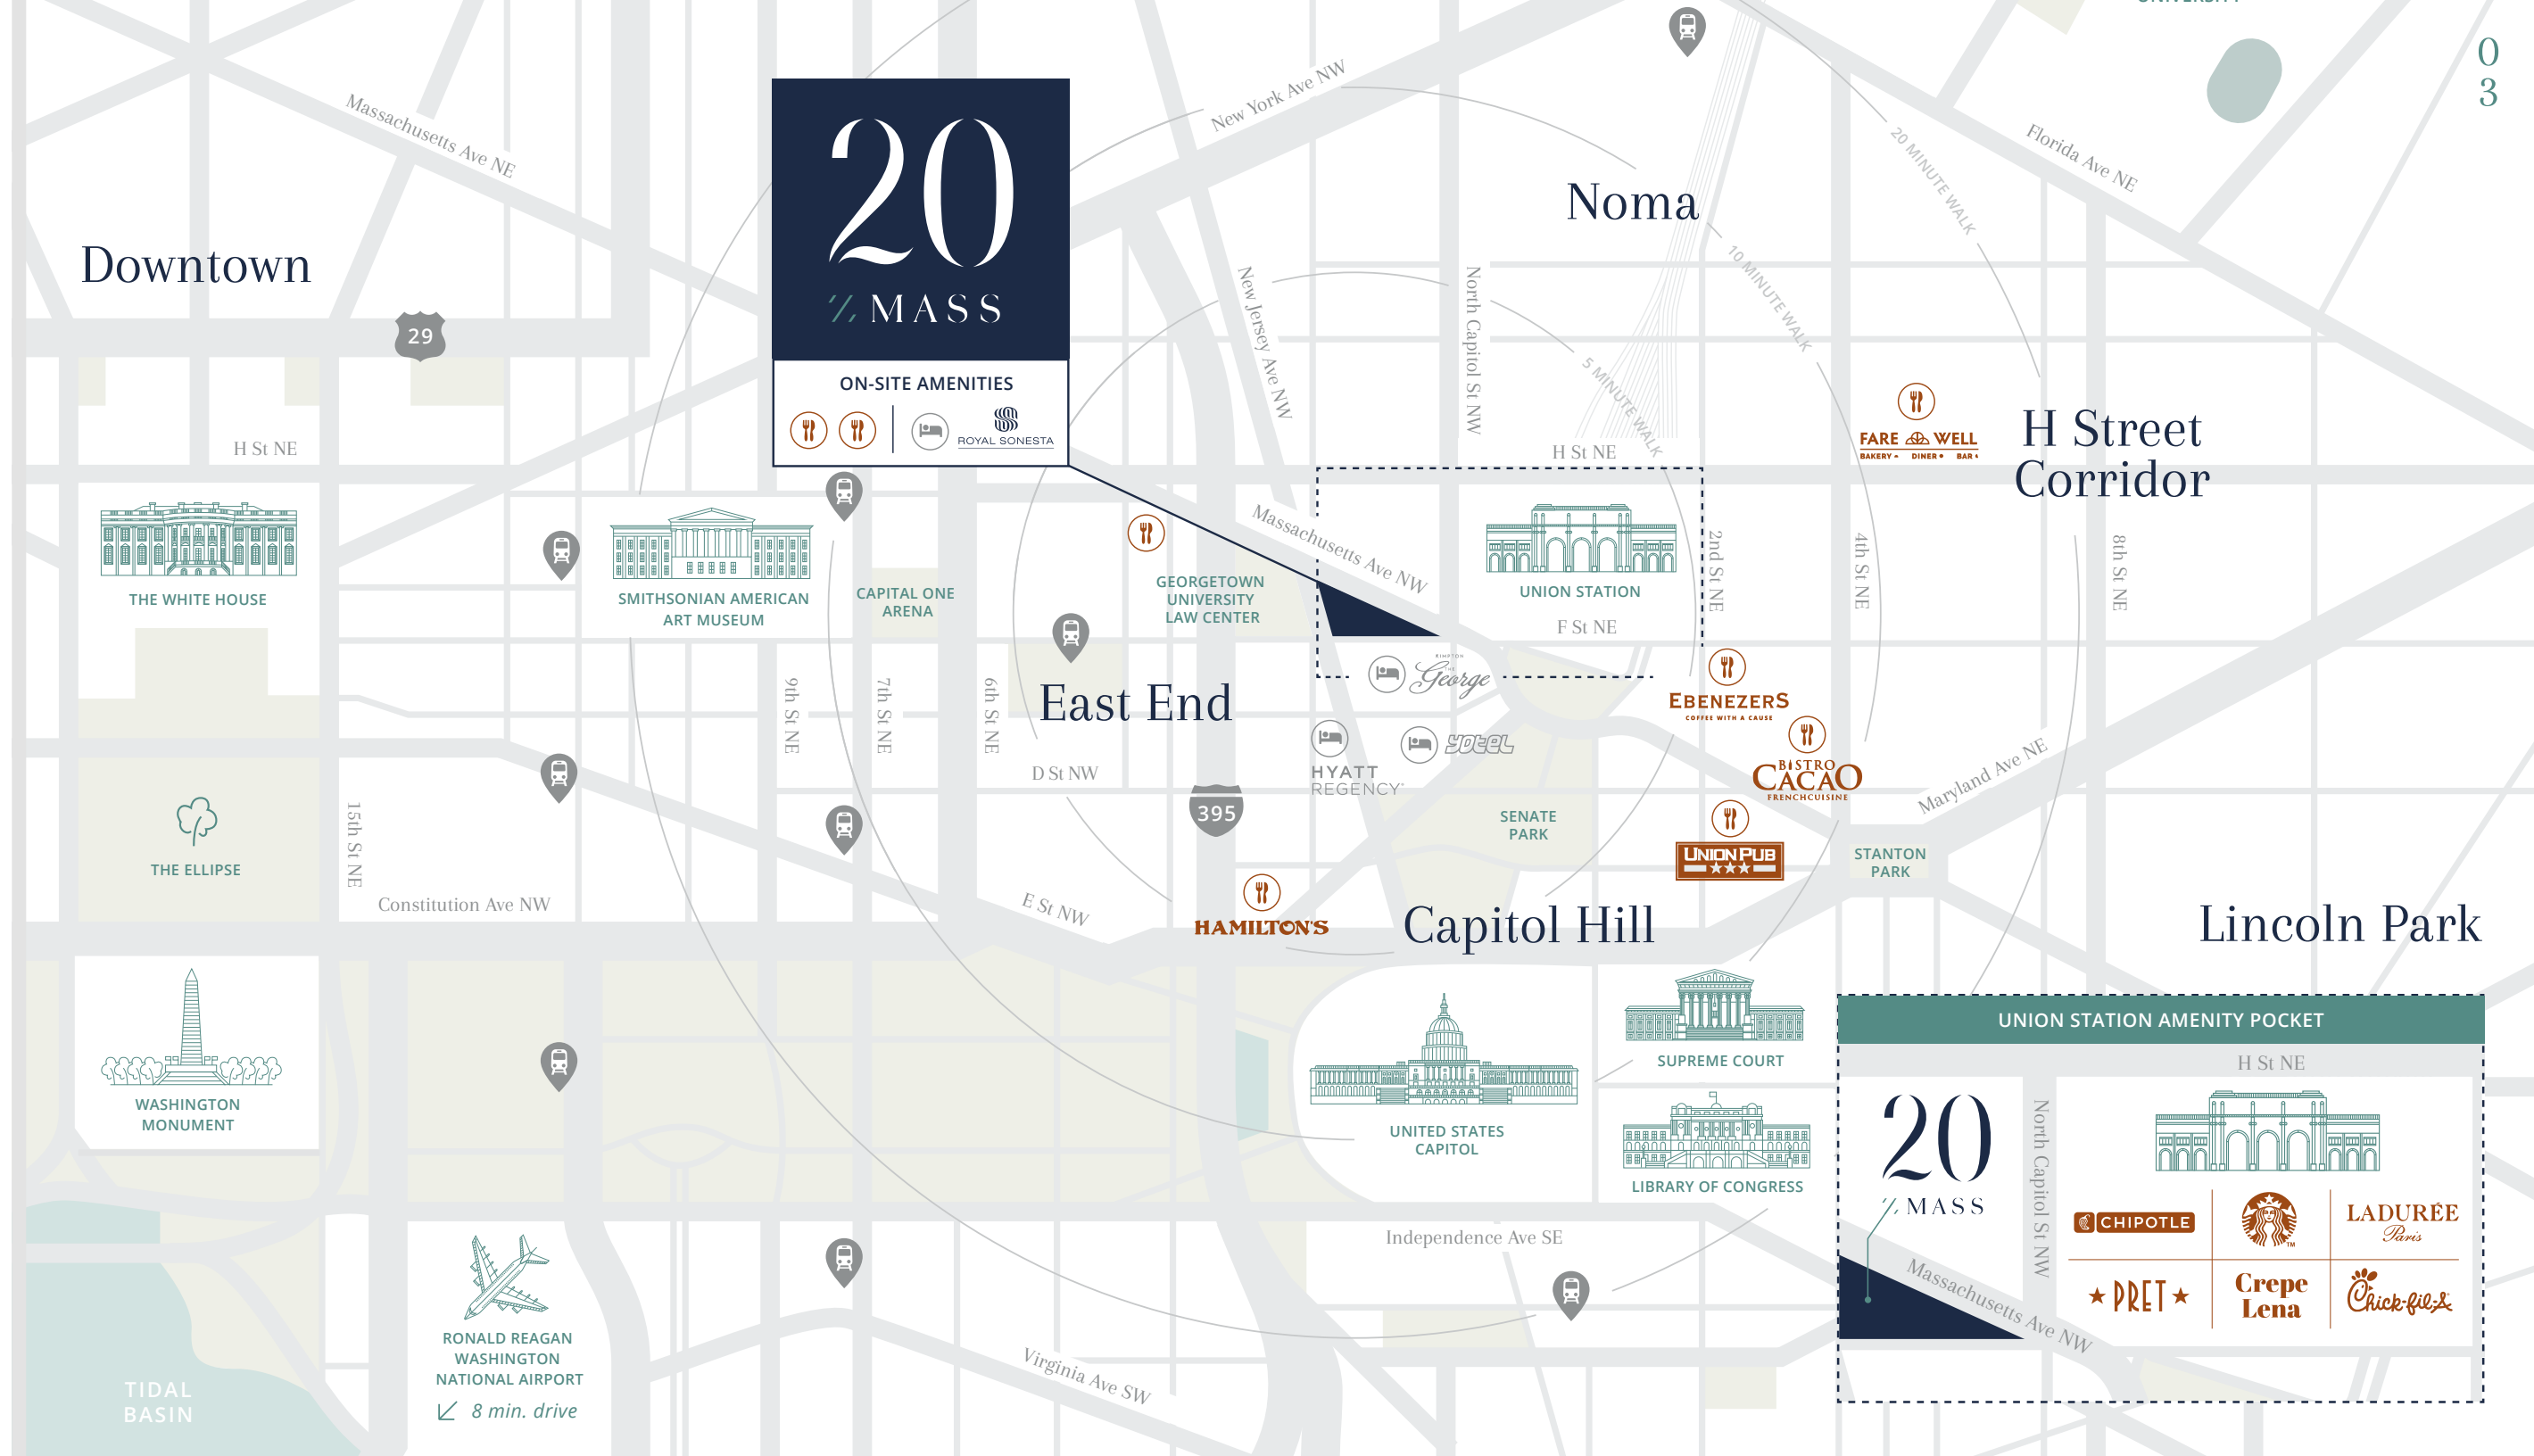 UNIVERSITY
0
3
Massachusetts Ave NE
New York Ave NW
Florida Ave NE
20 MINUTE WALK
20
MASS
ON-SITE AMENITIES
ROYAL SONESTA
Noma
Downtown
29
10 MINUTE WALK
New Jersey Ave NW
North Capitol St NW
5 MINUTE WALK
H St NE
H St NE
FARE WELL
BAKERY DINER BAR
H Street
Corridor
THE WHITE HOUSE
SMITHSONIAN AMERICAN
ART MUSEUM
CAPITAL ONE
ARENA
GEORGETOWN
UNIVERSITY
LAW CENTER
Massachusetts Ave NW
UNION STATION
F St NE
2nd St NE
4th St NE
8th St NE
9th St NE
7th St NE
6th St NE
East End
KIMPTON
THE
George
EBENEZERS
COFFEE WITH A CAUSE
HYATT
REGENCY
YOTEL
BISTRO
CACAO
FRENCHCUISINE
Maryland Ave NE
D St NW
395
SENATE
PARK
UNION PUB
STANTON
PARK
THE ELLIPSE
15th St NE
Constitution Ave NW
E St NW
HAMILTON'S
Capitol Hill
Lincoln Park
WASHINGTON
MONUMENT
UNITED STATES
CAPITOL
SUPREME COURT
LIBRARY OF CONGRESS
Independence Ave SE
RONALD REAGAN
WASHINGTON
NATIONAL AIRPORT
8 min. drive
TIDAL
BASIN
Virginia Ave SW
UNION STATION AMENITY POCKET
H St NE
20
MASS
North Capitol St NW
Massachusetts Ave NW
CHIPOTLE
TM
LADURÉE
Paris
PRET
Crepe
Lena
Chick-fil-A